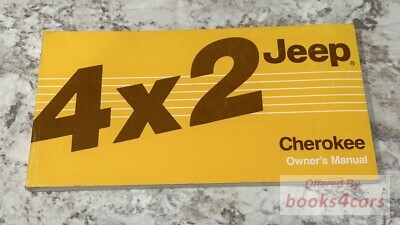 4x2 Jeep®
Cherokee
Owner's Manual
Offered By
books4cars